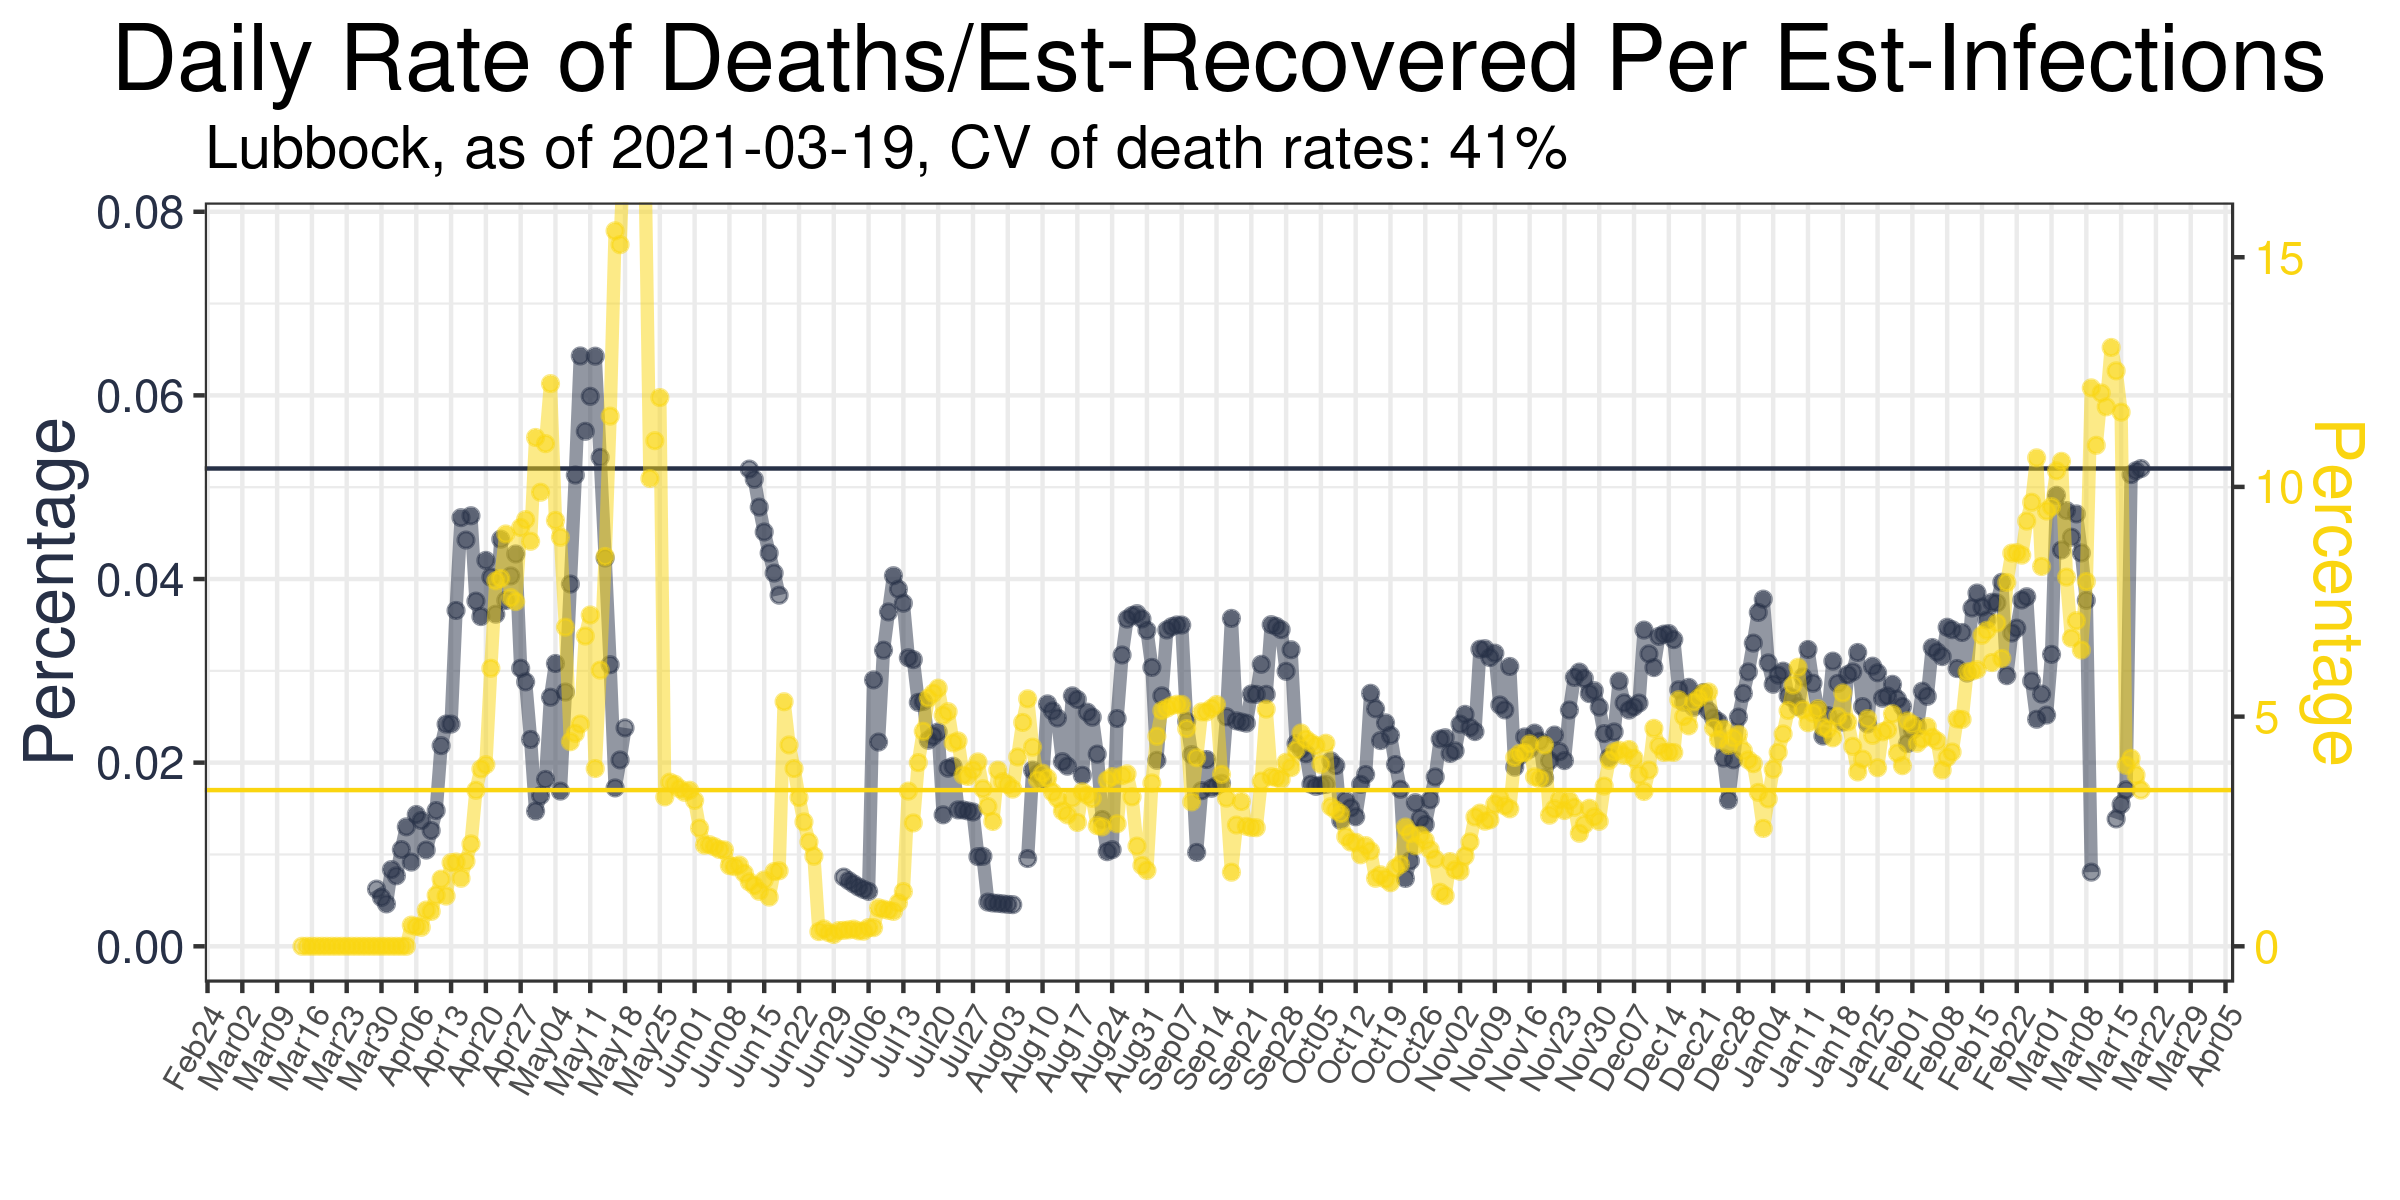 Daily Rate of Deaths/Est-Recovered Per Est-Infections
Lubbock, as of 2021-03-19, CV of death rates: 41%
Percentage
0.08
0.06
0.04
0.02
0.00
15
10
5
0
Percentage
Feb24
Mar02
Mar09
Mar16
Mar23
Mar30
Apr06
Apr13
Apr20
Apr27
May04
May11
May18
May25
Jun01
Jun08
Jun15
Jun22
Jun29
Jul06
Jul13
Jul20
Jul27
Aug03
Aug10
Aug17
Aug24
Aug31
Sep07
Sep14
Sep21
Sep28
Oct05
Oct12
Oct19
Oct26
Nov02
Nov09
Nov16
Nov23
Nov30
Dec07
Dec14
Dec21
Dec28
Jan04
Jan11
Jan18
Jan25
Feb01
Feb08
Feb15
Feb22
Mar01
Mar08
Mar15
Mar22
Mar29
Apr05